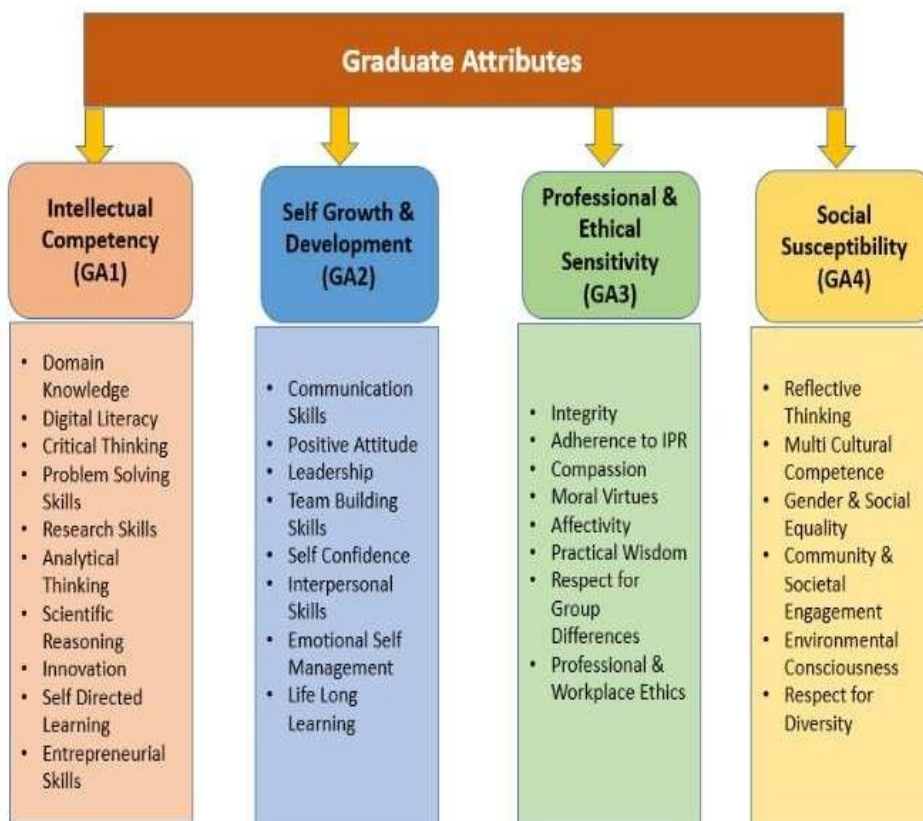 Graduate Attributes
Intellectual
Competency
(GA1)
• Domain
Knowledge
• Digital Literacy
• Critical Thinking
• Problem Solving
Skills
• Research Skills
• Analytical
Thinking
• Scientific
Reasoning
• Innovation
• Self Directed
Learning
• Entrepreneurial
Skills
Self Growth &
Development
(GA2)
• Communication
Skills
• Positive Attitude
• Leadership
• Team Building
Skills
• Self Confidence
• Interpersonal
Skills
• Emotional Self
Management
• Life Long
Learning
Professional &
Ethical
Sensitivity
(GA3)
• Integrity
• Adherence to IPR
• Compassion
• Moral Virtues
• Affectivity
• Practical Wisdom
• Respect for
Group
Differences
• Professional &
Workplace Ethics
Social
Susceptibility
(GA4)
• Reflective
Thinking
• Multi Cultural
Competence
• Gender & Social
Equality
• Community &
Societal
Engagement
• Environmental
Consciousness
• Respect for
Diversity